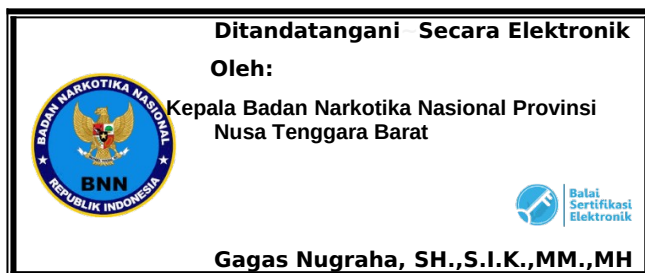 Ditandatangani Secara Elektronik
Oleh:
Kepala Badan Narkotika Nasional Provinsi
Nusa Tenggara Barat
BADAN NARKOTIKA NASIONAL
BNN
REPUBLIK INDONESIA
Balai
Sertifikasi
Elektronik
Gagas Nugraha, SH.,S.I.K.,MM.,MH